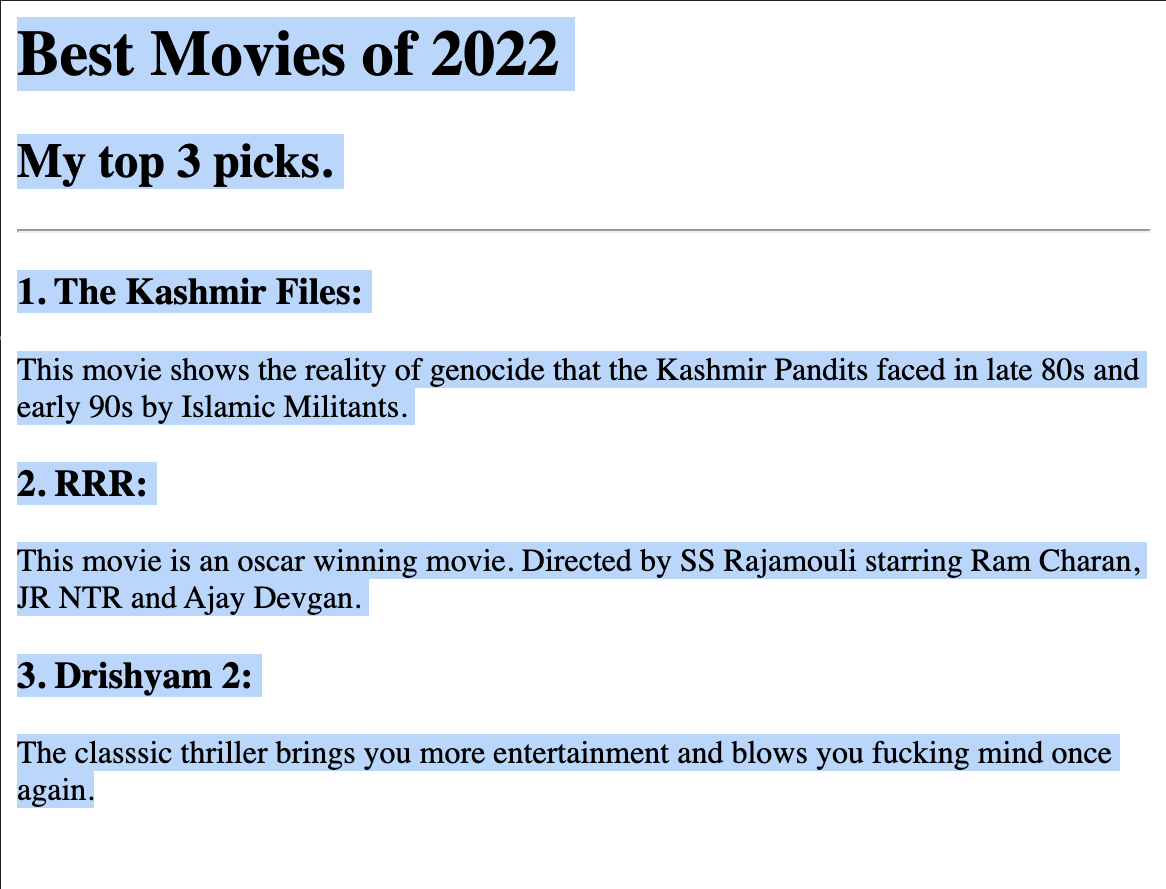 Best Movies of 2022
My top 3 picks.
1. The Kashmir Files:
This movie shows the reality of genocide that the Kashmir Pandits faced in late 80s and
early 90s by Islamic Militants.
2. RRR:
This movie is an oscar winning movie. Directed by SS Rajamouli starring Ram Charan,
JR NTR and Ajay Devgan.
3. Drishyam 2:
The classsic thriller brings you more entertainment and blows you fucking mind once
again.